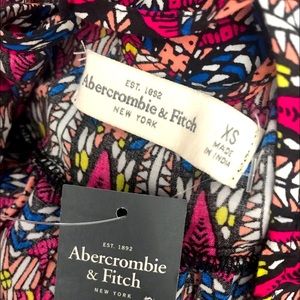 EST. 1892
Abercrombie & Fitch
NEW YORK
XS
MADE
IN INDIA
EST. 1892
Abercrombie
& Fitch
NEW YORK